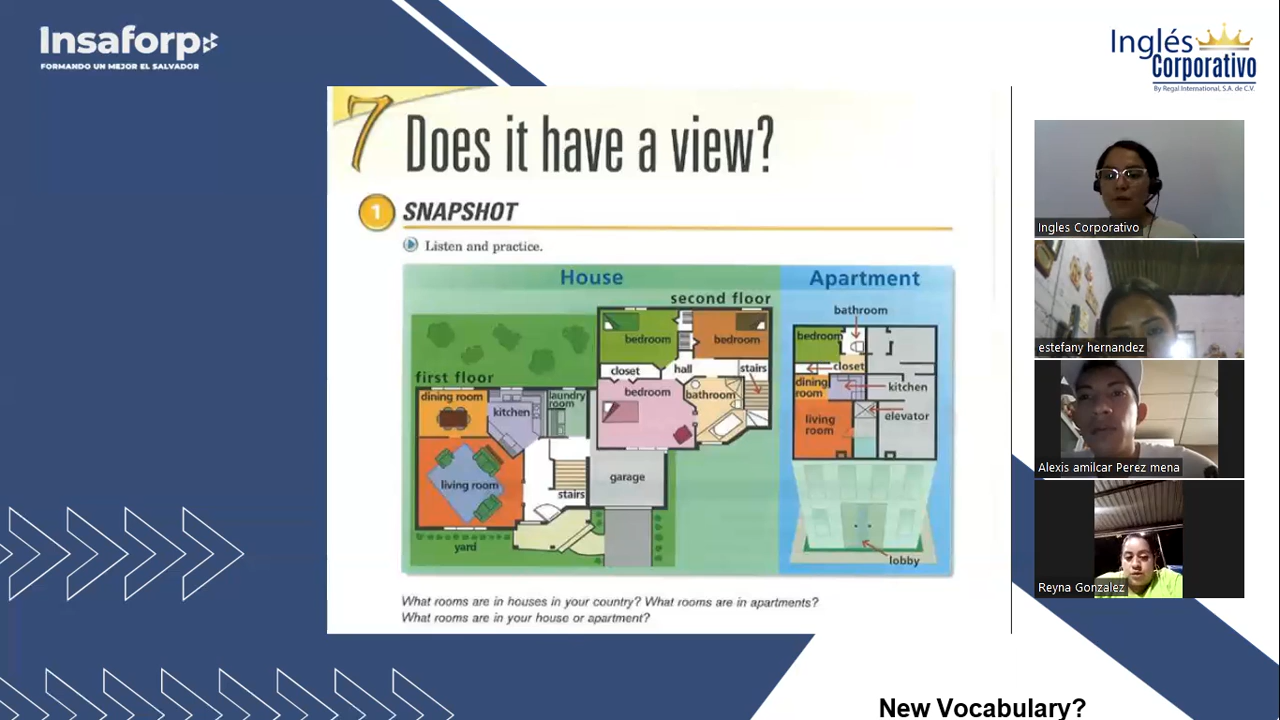 Insaforp
FORMANDO UN MEJOR EL SALVADOR
Inglés
Corporativo
By Regal International, S.A. de C.V.
7 Does it have a view?
1 SNAPSHOT
Listen and practice.
House
second floor
bedroom
bedroom
closet
hall
stairs
bedroom
bathroom
first floor
dining room
kitchen
laundry
room
living room
stairs
garage
yard
Apartment
bathroom
bedroom
closet
dining
room
kitchen
living
room
elevator
lobby
What rooms are in houses in your country? What rooms are in apartments?
What rooms are in your house or apartment?
Ingles Corporativo
estefany hernandez
Alexis amilcar Perez mena
Reyna Gonzalez
New Vocabulary?